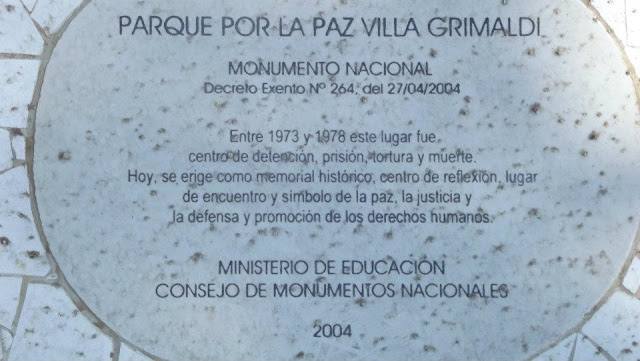 PARQUE POR LA PAZ VILLA GRIMALDI
MONUMENTO NACIONAL
Decreto Exento Nº 264, del 27/04/2004
Entre 1973 y 1978 este lugar fue
centro de detención, prisión, tortura y muerte.
Hoy, se erige como memorial histórico, centro de reflexión, lugar
de encuentro y símbolo de la paz, la justicia y
la defensa y promoción de los derechos humanos.
MINISTERIO DE EDUCACIÓN
CONSEJO DE MONUMENTOS NACIONALES
2004